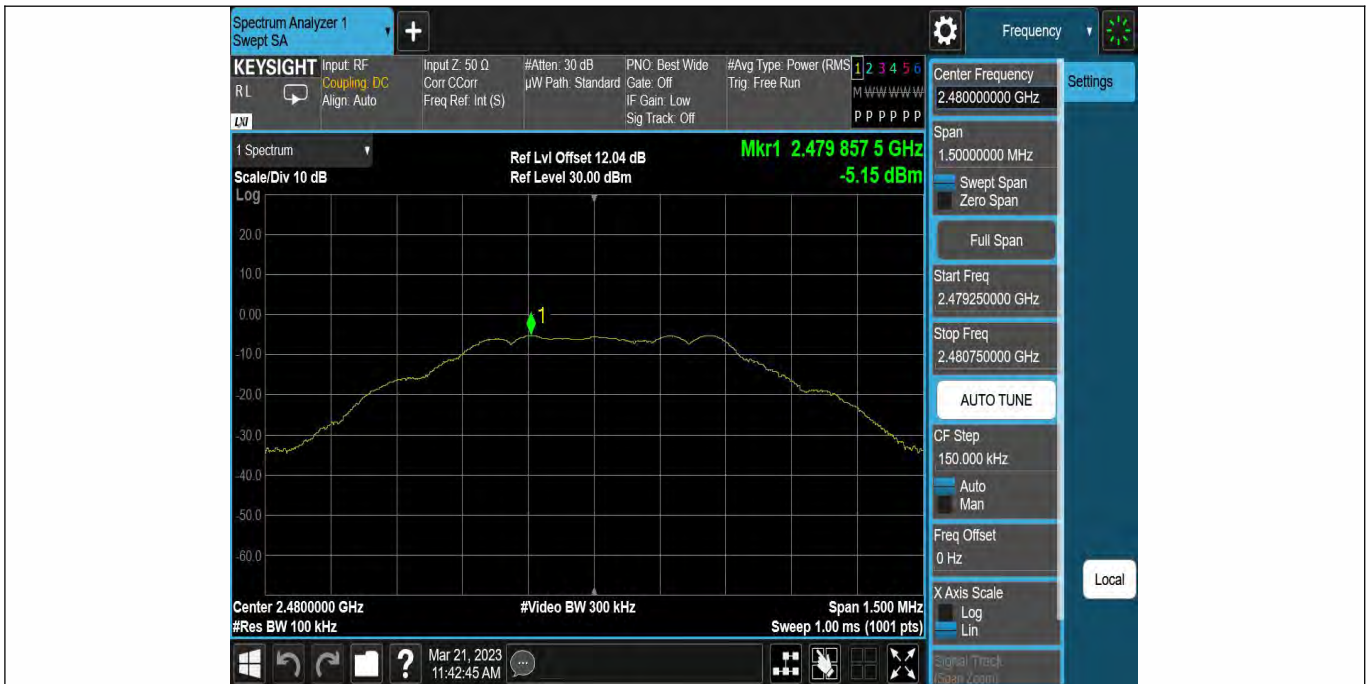 Spectrum Analyzer 1
Swept SA
Frequency
KEYSIGHT
RL
LXI
Input: RF
Coupling: DC
Align: Auto
Input Z: 50 Ω
Corr CCorr
Freq Ref: Int (S)
#Atten: 30 dB
µW Path: Standard
PNO: Best Wide
Gate: Off
IF Gain: Low
Sig Track: Off
#Avg Type: Power (RMS
Trig: Free Run
1 2 3 4 5 6
M W W W W W
P P P P P P
1 Spectrum
Scale/Div 10 dB
Log
Ref Lvl Offset 12.04 dB
Ref Level 30.00 dBm
Mkr1 2.479 857 5 GHz
-5.15 dBm
20.0
10.0
0.00
-10.0
-20.0
-30.0
-40.0
-50.0
-60.0
1
Center 2.4800000 GHz
#Res BW 100 kHz
#Video BW 300 kHz
Span 1.500 MHz
Sweep 1.00 ms (1001 pts)
Center Frequency
2.480000000 GHz
Settings
Span
1.50000000 MHz
Swept Span
Zero Span
Full Span
Start Freq
2.479250000 GHz
Stop Freq
2.480750000 GHz
AUTO TUNE
CF Step
150.000 kHz
Auto
Man
Freq Offset
0 Hz
X Axis Scale
Log
Lin
Signal Track
(Span Zoom)
Local
?
Mar 21, 2023
11:42:45 AM